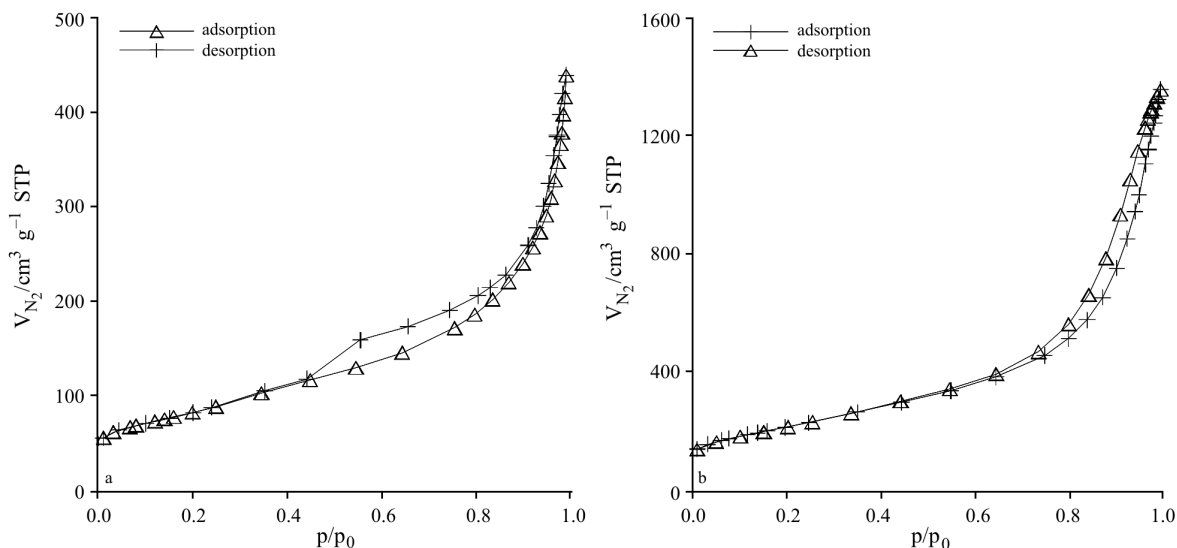 500
400
300
200
100
0
V_N₂/cm³ g⁻¹ STP
adsorption
desorption
a
0.0 0.2 0.4 0.6 0.8 1.0
p/p₀
1600
1200
800
400
0
V_N₂/cm³ g⁻¹ STP
adsorption
desorption
b
0.0 0.2 0.4 0.6 0.8 1.0
p/p₀